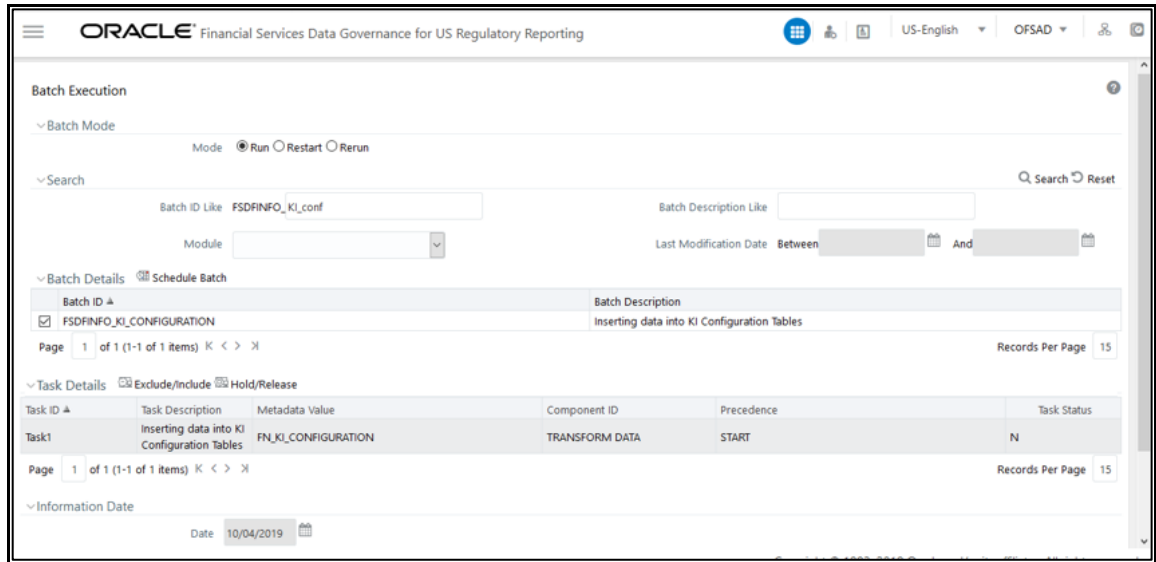 ORACLE Financial Services Data Governance for US Regulatory Reporting US-English OFSAD
Batch Execution
Batch Mode
Mode Run Restart Rerun
Search Search Reset
Batch ID Like FSDFINFO_ KI_conf Batch Description Like
Module Last Modification Date Between And
Batch Details Schedule Batch
Batch ID Batch Description
FSDFINFO_KI_CONFIGURATION Inserting data into KI Configuration Tables
Page 1 of 1 (1-1 of 1 items) Records Per Page 15
Task Details Exclude/Include Hold/Release
Task ID Task Description Metadata Value Component ID Precedence Task Status
Task1 Inserting data into KI Configuration Tables FN_KI_CONFIGURATION TRANSFORM DATA START N
Page 1 of 1 (1-1 of 1 items) Records Per Page 15
Information Date
Date 10/04/2019